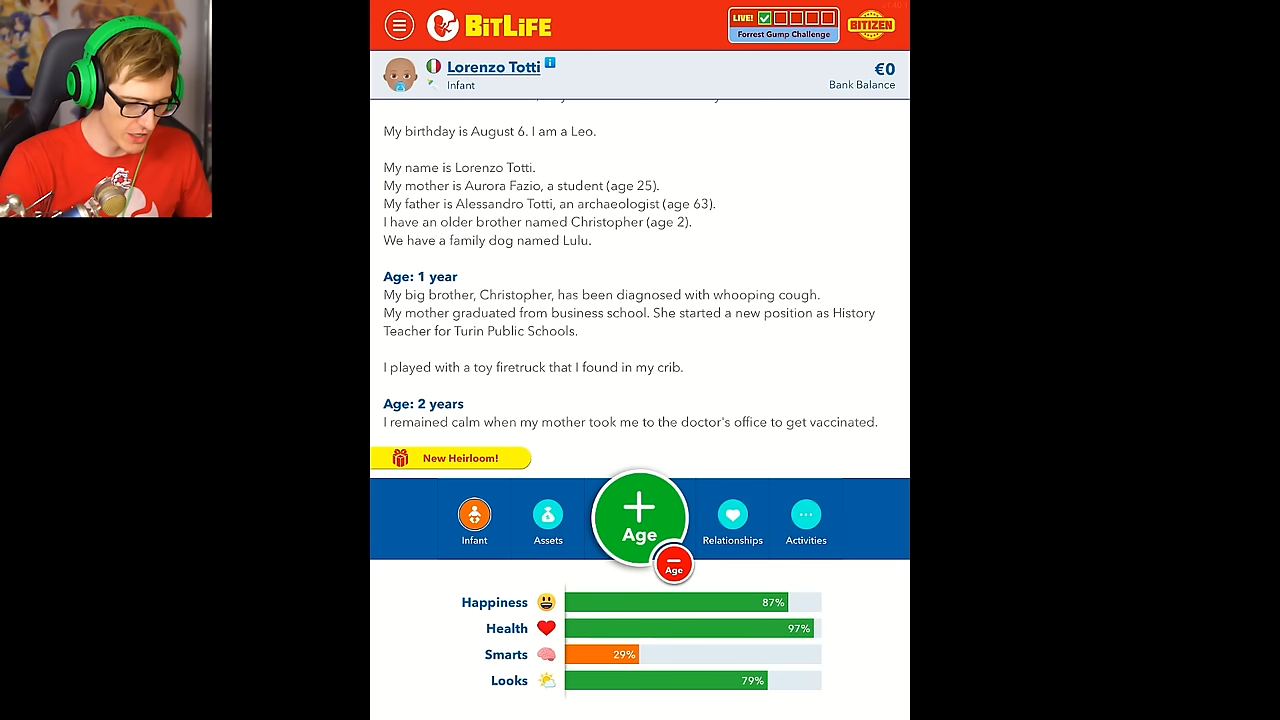 BITLIFE
LIVE!
Forrest Gump Challenge
BITIZEN
Lorenzo Totti
Infant
€0
Bank Balance
My birthday is August 6. I am a Leo.
My name is Lorenzo Totti.
My mother is Aurora Fazio, a student (age 25).
My father is Alessandro Totti, an archaeologist (age 63).
I have an older brother named Christopher (age 2).
We have a family dog named Lulu.
Age: 1 year
My big brother, Christopher, has been diagnosed with whooping cough.
My mother graduated from business school. She started a new position as History
Teacher for Turin Public Schools.
I played with a toy firetruck that I found in my crib.
Age: 2 years
I remained calm when my mother took me to the doctor's office to get vaccinated.
New Heirloom!
Infant
Assets
Age
Age
Relationships
Activities
Happiness 87%
Health 97%
Smarts 29%
Looks 79%